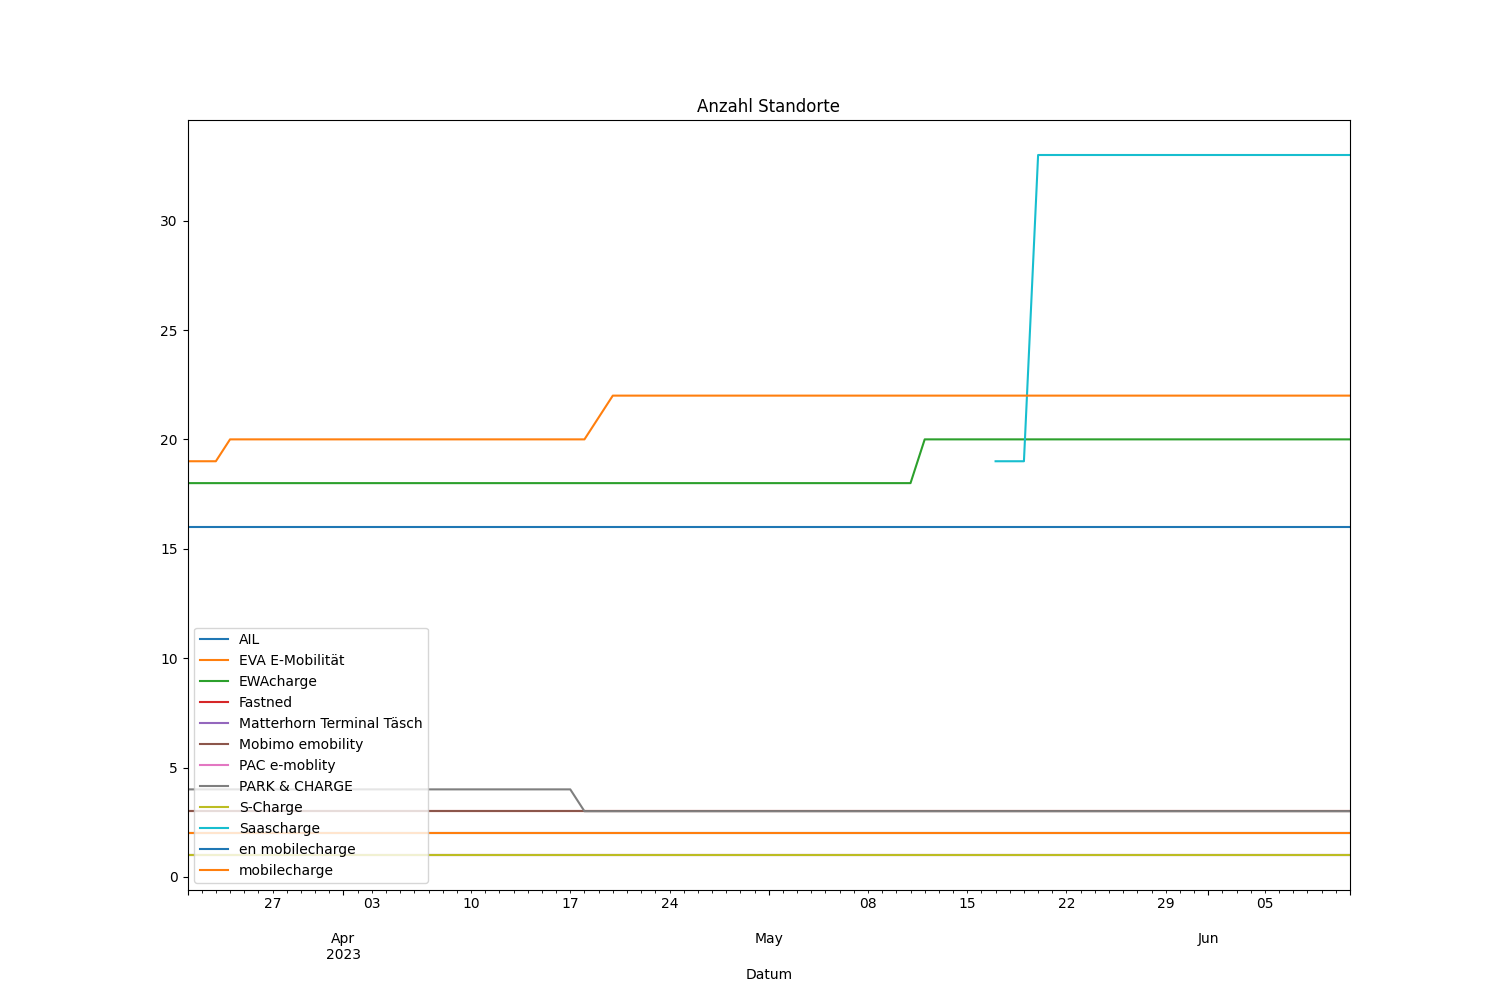 Anzahl Standorte
30
25
20
15
10
5
0
AIL
EVA E-Mobilität
EWAcharge
Fastned
Matterhorn Terminal Täsch
Mobimo emobility
PAC e-moblity
PARK & CHARGE
S-Charge
Saascharge
en mobilecharge
mobilecharge
27 03 10 17 24 08 15 22 29 05
Apr May Jun
2023
Datum